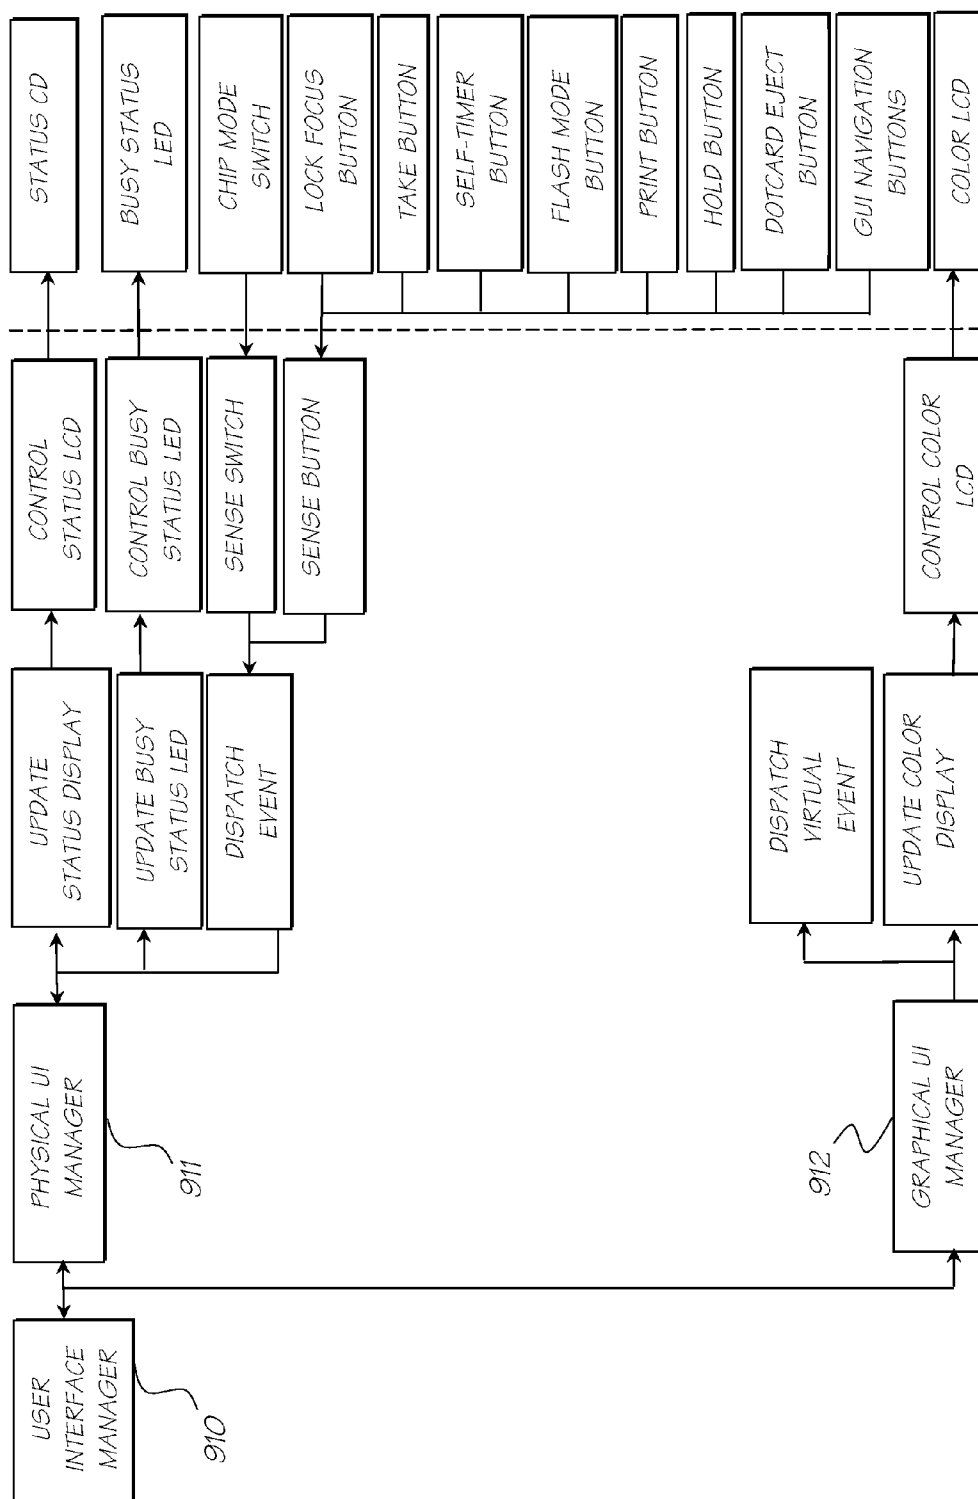 USER
INTERFACE
MANAGER
910
PHYSICAL UI
MANAGER
911
UPDATE
STATUS DISPLAY
UPDATE BUSY
STATUS LED
DISPATCH
EVENT
CONTROL
STATUS LCD
CONTROL BUSY
STATUS LED
SENSE SWITCH
SENSE BUTTON
STATUS CD
BUSY STATUS
LED
CHIP MODE
SWITCH
LOCK FOCUS
BUTTON
TAKE BUTTON
SELF-TIMER
BUTTON
FLASH MODE
BUTTON
PRINT BUTTON
HOLD BUTTON
DOTCARD EJECT
BUTTON
GUI NAVIGATION
BUTTONS
COLOR LCD
912
GRAPHICAL UI
MANAGER
DISPATCH
VIRTUAL
EVENT
UPDATE COLOR
DISPLAY
CONTROL COLOR
LCD